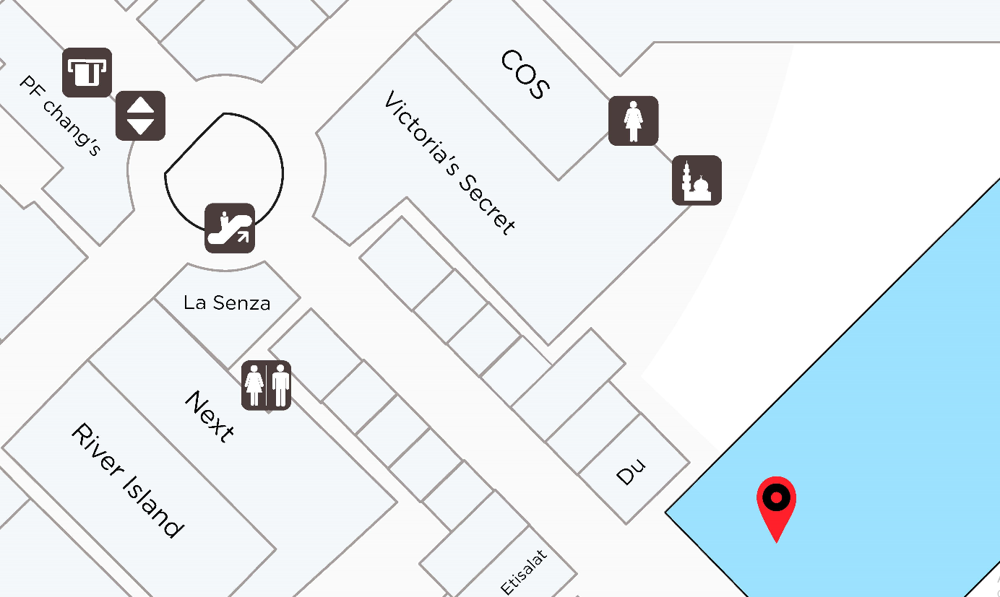 COS
PF chang's
Victoria's Secret
La Senza
Next
River Island
Du
Etisalat